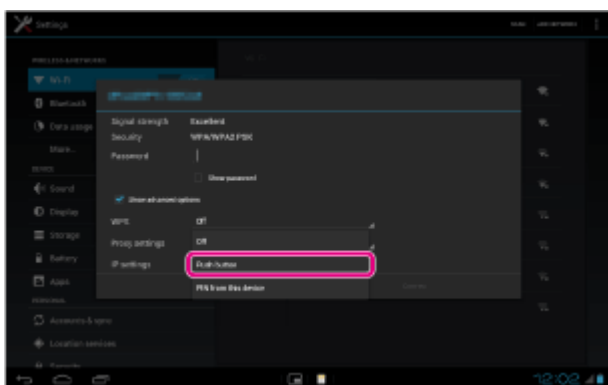 Settings
WIRELESS & NETWORKS
Wi-Fi
Bluetooth
Data usage
More...
Signal strength Excellent
Security WPA/WPA2 PSK
Password
Show password
Show advanced options
WPS Off
Proxy settings Off
IP settings Push button
PIN from this device
DEVICE
Sound
Display
Storage
Battery
Apps
PERSONAL
Accounts & sync
Location services
Security
12:02